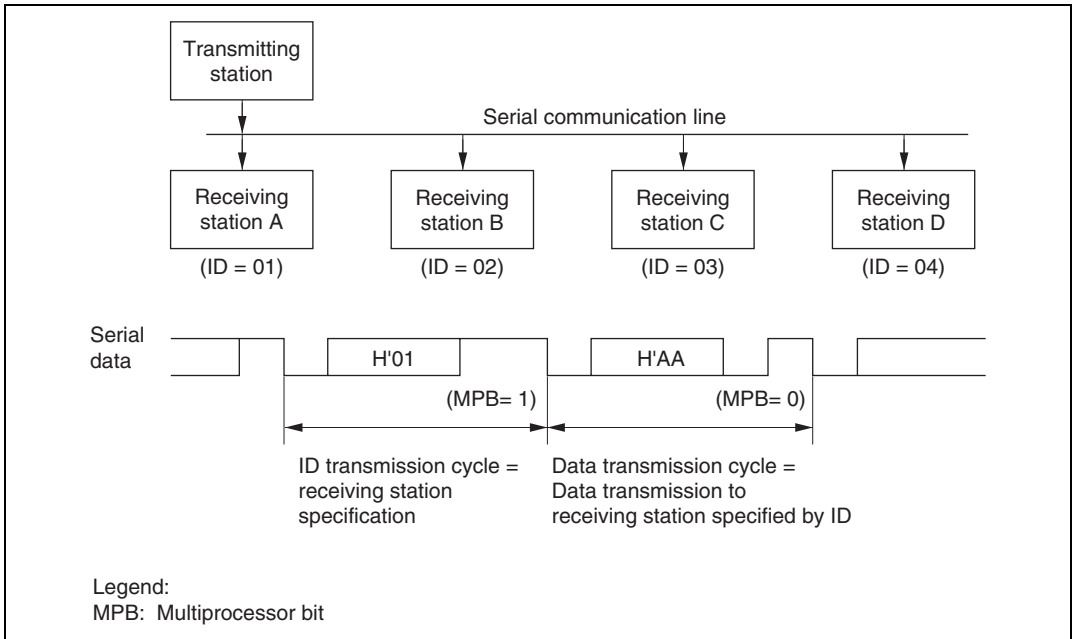 Transmitting
station
Serial communication line
Receiving
station A
Receiving
station B
Receiving
station C
Receiving
station D
(ID = 01)
(ID = 02)
(ID = 03)
(ID = 04)
Serial
data
H'01
H'AA
(MPB= 1)
(MPB= 0)
ID transmission cycle =
receiving station
specification
Data transmission cycle =
Data transmission to
receiving station specified by ID
Legend:
MPB: Multiprocessor bit